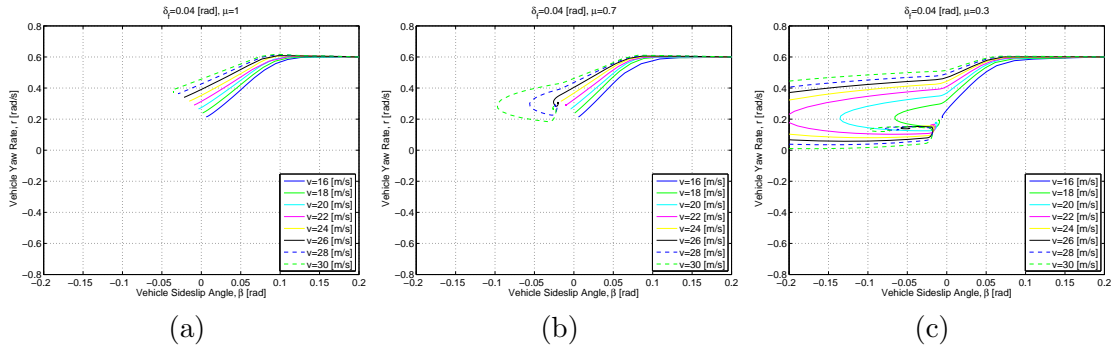 δf=0.04 [rad], μ=1
Vehicle Yaw Rate, r [rad/s]
0.8
0.6
0.4
0.2
0
−0.2
−0.4
−0.6
−0.8
v=16 [m/s]
v=18 [m/s]
v=20 [m/s]
v=22 [m/s]
v=24 [m/s]
v=26 [m/s]
v=28 [m/s]
v=30 [m/s]
−0.2 −0.15 −0.1 −0.05 0 0.05 0.1 0.15 0.2
Vehicle Sideslip Angle, β [rad]
(a)
δf=0.04 [rad], μ=0.7
Vehicle Yaw Rate, r [rad/s]
0.8
0.6
0.4
0.2
0
−0.2
−0.4
−0.6
−0.8
v=16 [m/s]
v=18 [m/s]
v=20 [m/s]
v=22 [m/s]
v=24 [m/s]
v=26 [m/s]
v=28 [m/s]
v=30 [m/s]
−0.2 −0.15 −0.1 −0.05 0 0.05 0.1 0.15 0.2
Vehicle Sideslip Angle, β [rad]
(b)
δf=0.04 [rad], μ=0.3
Vehicle Yaw Rate, r [rad/s]
0.8
0.6
0.4
0.2
0
−0.2
−0.4
−0.6
−0.8
v=16 [m/s]
v=18 [m/s]
v=20 [m/s]
v=22 [m/s]
v=24 [m/s]
v=26 [m/s]
v=28 [m/s]
v=30 [m/s]
−0.2 −0.15 −0.1 −0.05 0 0.05 0.1 0.15 0.2
Vehicle Sideslip Angle, β [rad]
(c)